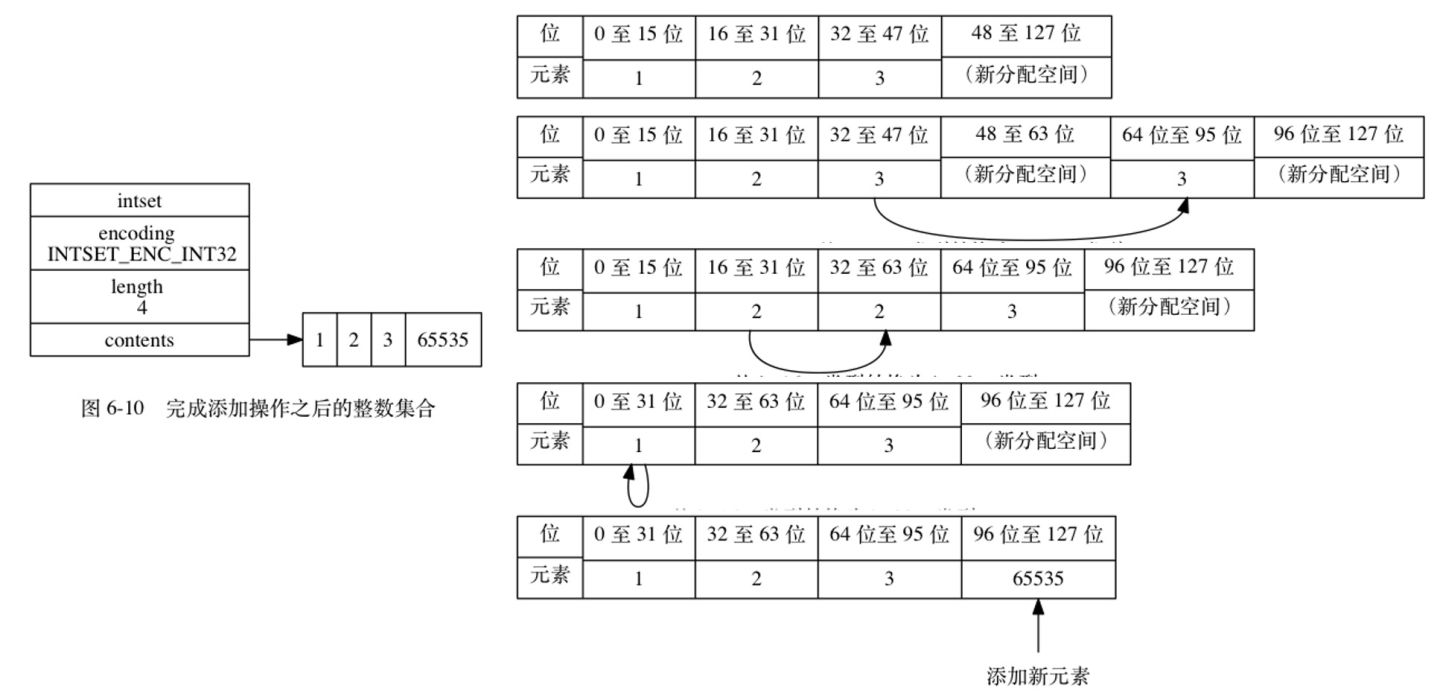 intset
encoding
INTSET_ENC_INT32
length
4
contents
1 2 3 65535
图 6-10 完成添加操作之后的整数集合
位 0 至 15 位 16 至 31 位 32 至 47 位 48 至 127 位
元素 1 2 3 （新分配空间）
位 0 至 15 位 16 至 31 位 32 至 47 位 48 至 63 位 64 位至 95 位 96 位至 127 位
元素 1 2 3 （新分配空间） 3 （新分配空间）
位 0 至 15 位 16 至 31 位 32 至 63 位 64 位至 95 位 96 位至 127 位
元素 1 2 2 3 （新分配空间）
位 0 至 31 位 32 至 63 位 64 位至 95 位 96 位至 127 位
元素 1 2 3 （新分配空间）
位 0 至 31 位 32 至 63 位 64 位至 95 位 96 位至 127 位
元素 1 2 3 65535
添加新元素